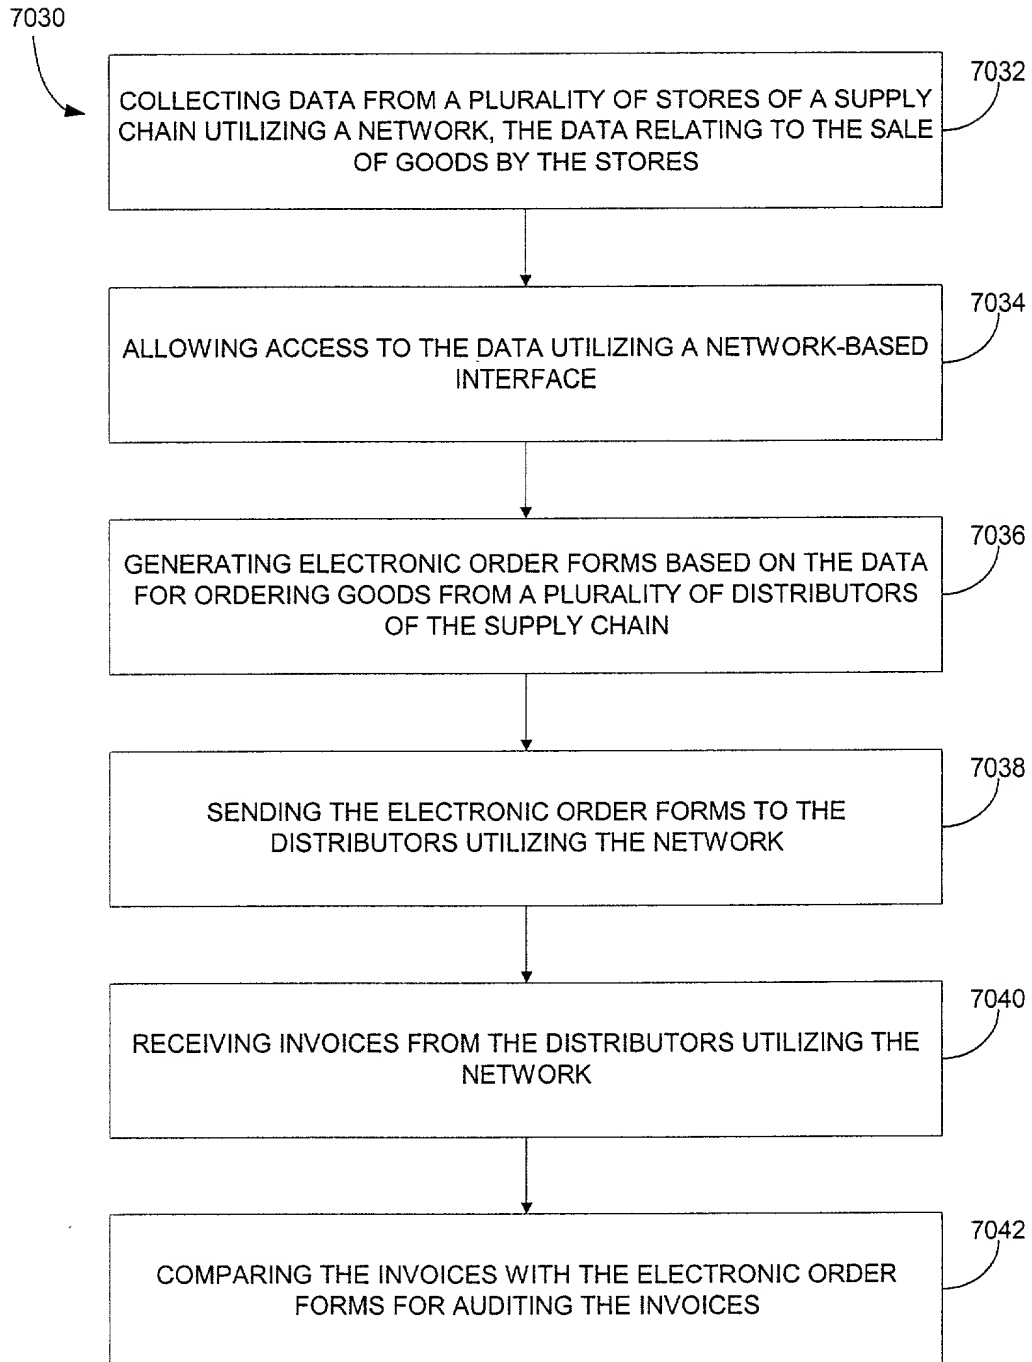 7030
7032
COLLECTING DATA FROM A PLURALITY OF STORES OF A SUPPLY
CHAIN UTILIZING A NETWORK, THE DATA RELATING TO THE SALE
OF GOODS BY THE STORES
7034
ALLOWING ACCESS TO THE DATA UTILIZING A NETWORK-BASED
INTERFACE
7036
GENERATING ELECTRONIC ORDER FORMS BASED ON THE DATA
FOR ORDERING GOODS FROM A PLURALITY OF DISTRIBUTORS
OF THE SUPPLY CHAIN
7038
SENDING THE ELECTRONIC ORDER FORMS TO THE
DISTRIBUTORS UTILIZING THE NETWORK
7040
RECEIVING INVOICES FROM THE DISTRIBUTORS UTILIZING THE
NETWORK
7042
COMPARING THE INVOICES WITH THE ELECTRONIC ORDER
FORMS FOR AUDITING THE INVOICES